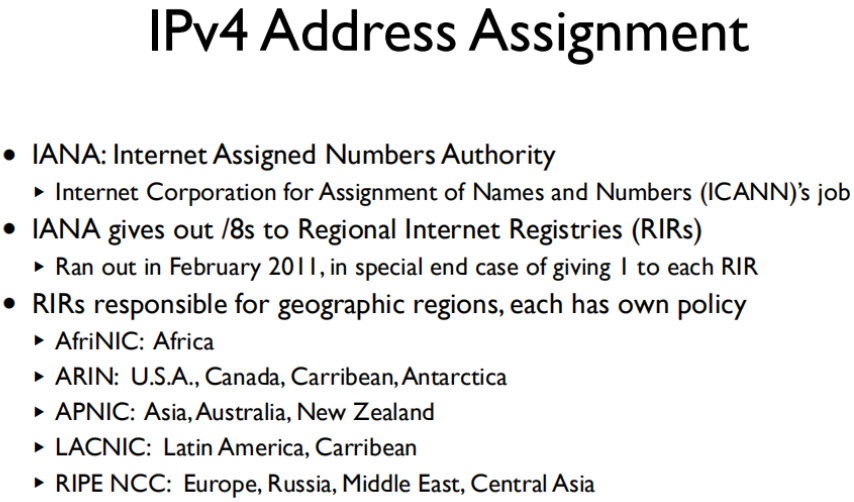 IPv4 Address Assignment
• IANA: Internet Assigned Numbers Authority
‣ Internet Corporation for Assignment of Names and Numbers (ICANN)'s job
• IANA gives out /8s to Regional Internet Registries (RIRs)
‣ Ran out in February 2011, in special end case of giving 1 to each RIR
• RIRs responsible for geographic regions, each has own policy
‣ AfriNIC: Africa
‣ ARIN: U.S.A., Canada, Carribean, Antarctica
‣ APNIC: Asia, Australia, New Zealand
‣ LACNIC: Latin America, Carribean
‣ RIPE NCC: Europe, Russia, Middle East, Central Asia